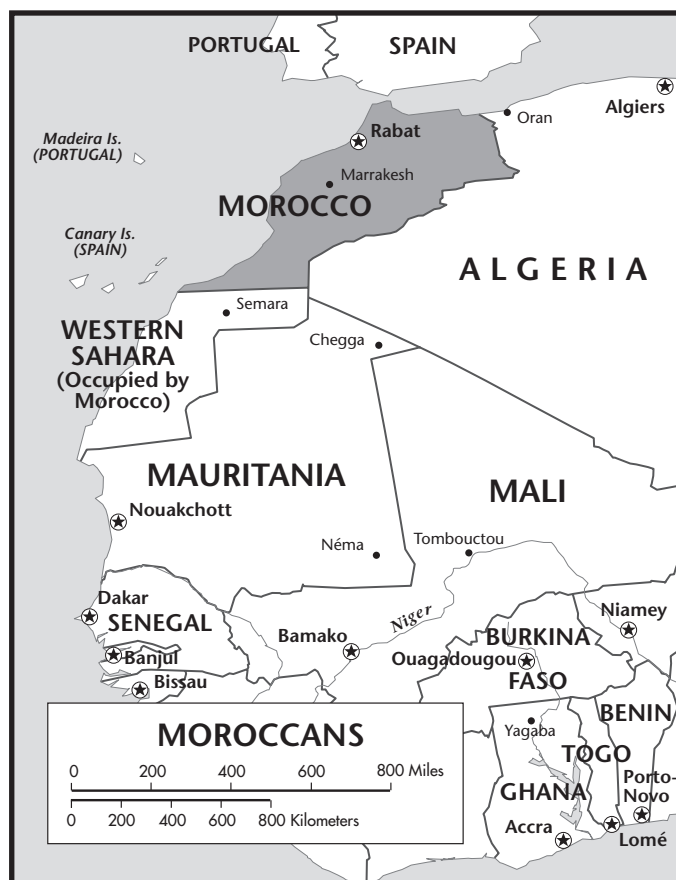 PORTUGAL
SPAIN
Algiers
Oran
Rabat
Madeira Is.
(PORTUGAL)
Marrakesh
MOROCCO
Canary Is.
(SPAIN)
ALGERIA
Semara
WESTERN
SAHARA
(Occupied by
Morocco)
Chegga
MAURITANIA
MALI
Nouakchott
Néma
Tombouctou
Dakar
SENEGAL
Niger
Niamey
Banjul
Bamako
BURKINA
FASO
Ouagadougou
Bissau
BENIN
Yagaba
TOGO
GHANA
Porto-
Novo
Accra
Lomé
MOROCCANS
0 200 400 600 800 Miles
0 200 400 600 800 Kilometers